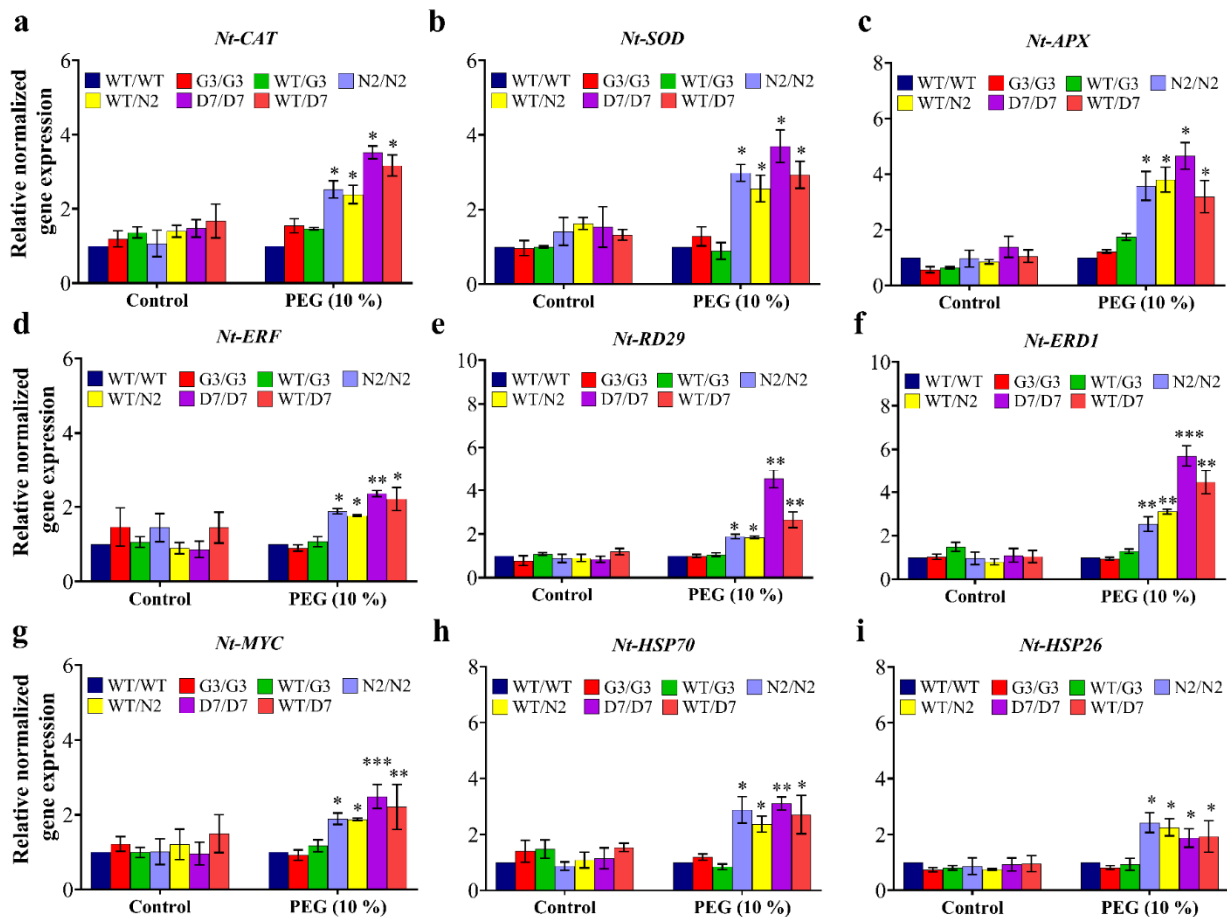 a
Nt-CAT
Relative normalized
gene expression
6
4
2
0
WT/WT G3/G3 WT/G3 N2/N2
WT/N2 D7/D7 WT/D7
* * * *
Control PEG (10 %)
b
Nt-SOD
6
4
2
0
WT/WT G3/G3 WT/G3 N2/N2
WT/N2 D7/D7 WT/D7
* * * *
Control PEG (10 %)
c
Nt-APX
8
6
4
2
0
WT/WT G3/G3 WT/G3 N2/N2
WT/N2 D7/D7 WT/D7
* * * *
Control PEG (10 %)
d
Nt-ERF
Relative normalized
gene expression
6
4
2
0
WT/WT G3/G3 WT/G3 N2/N2
WT/N2 D7/D7 WT/D7
* * ** *
Control PEG (10 %)
e
Nt-RD29
10
8
6
4
2
0
WT/WT G3/G3 WT/G3 N2/N2
WT/N2 D7/D7 WT/D7
* * ** **
Control PEG (10 %)
f
Nt-ERD1
10
8
6
4
2
0
WT/WT G3/G3 WT/G3 N2/N2
WT/N2 D7/D7 WT/D7
** ** *** **
Control PEG (10 %)
g
Nt-MYC
Relative normalized
gene expression
6
4
2
0
WT/WT G3/G3 WT/G3 N2/N2
WT/N2 D7/D7 WT/D7
* * *** **
Control PEG (10 %)
h
Nt-HSP70
8
6
4
2
0
WT/WT G3/G3 WT/G3 N2/N2
WT/N2 D7/D7 WT/D7
* * ** *
Control PEG (10 %)
i
Nt-HSP26
8
6
4
2
0
WT/WT G3/G3 WT/G3 N2/N2
WT/N2 D7/D7 WT/D7
* * * *
Control PEG (10 %)